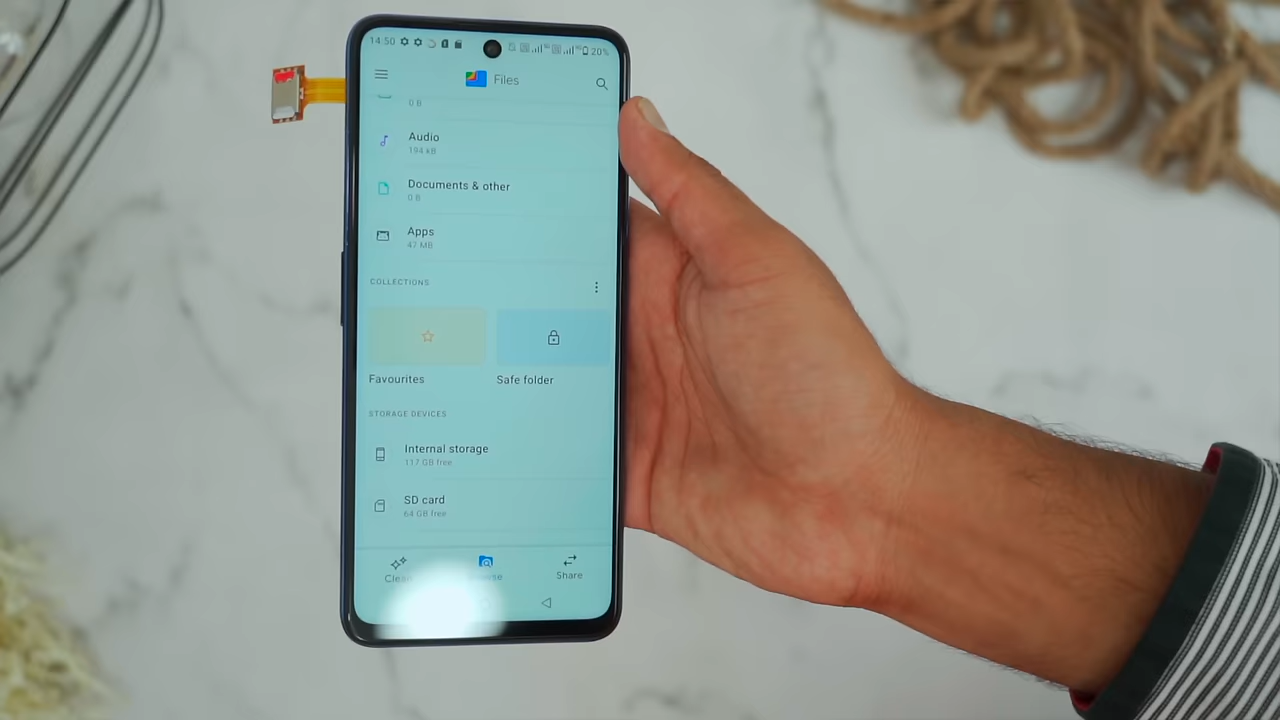 14:50
20%
Files
0 B
Audio
194 kB
Documents & other
0 B
Apps
47 MB
COLLECTIONS
Favourites
Safe folder
STORAGE DEVICES
Internal storage
117 GB free
SD card
64 GB free
Share